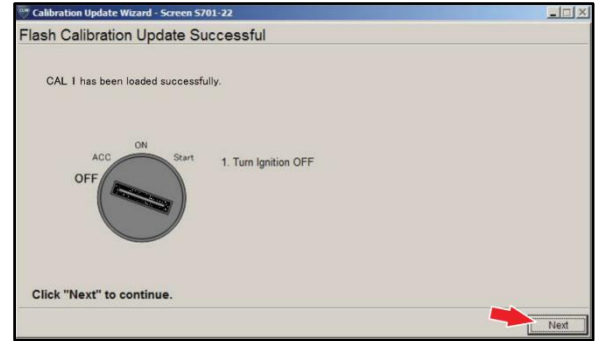 Calibration Update Wizard - Screen S701-22
Flash Calibration Update Successful
CAL 1 has been loaded successfully.
ON
ACC
Start
OFF
1. Turn Ignition OFF
Click "Next" to continue.
Next